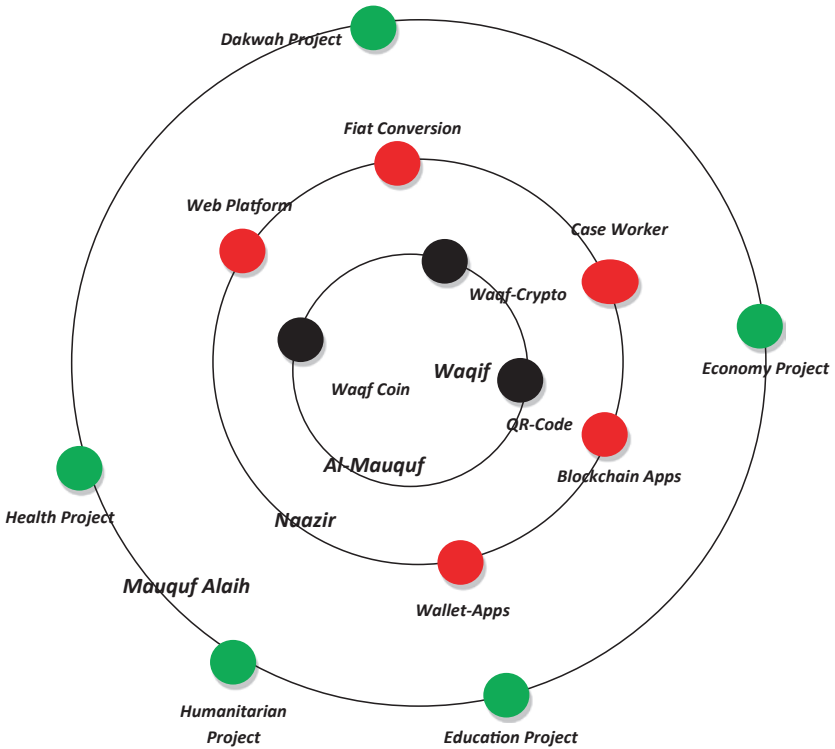 Dakwah Project
Fiat Conversion
Web Platform
Case Worker
Waqf-Crypto
Economy Project
Waqif
Waqf Coin
QR-Code
Al-Mauquf
Blockchain Apps
Health Project
Naazir
Mauquf Alaih
Wallet-Apps
Humanitarian
Project
Education Project